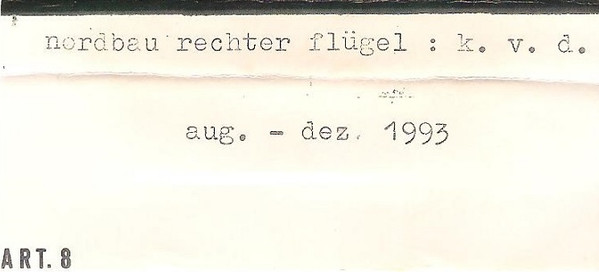 nordbau rechter flügel : k. v. d.
aug. - dez. 1993
ART. 8